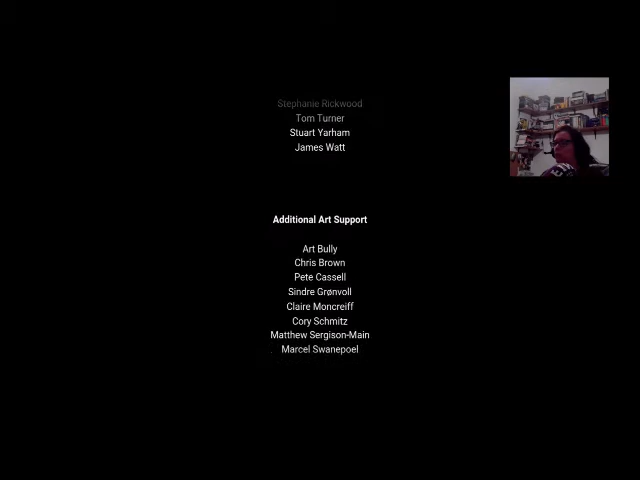 Stephanie Rickwood
Tom Turner
Stuart Yarham
James Watt
Additional Art Support
Art Bully
Chris Brown
Pete Cassell
Sindre Grønvoll
Claire Moncreiff
Cory Schmitz
Matthew Sergison-Main
Marcel Swanepoel